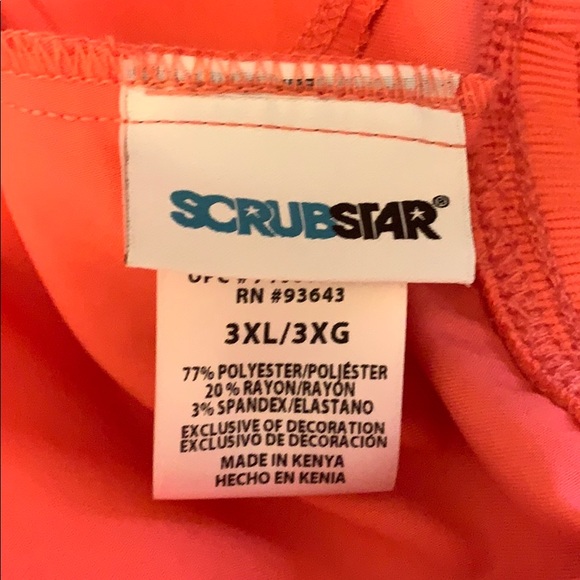 SCRUBSTAR®
RN #93643
3XL/3XG
77% POLYESTER/POLIÉSTER
20% RAYON/RAYÓN
3% SPANDEX/ELASTANO
EXCLUSIVE OF DECORATION
EXCLUSIVO DE DECORACIÓN
MADE IN KENYA
HECHO EN KENIA